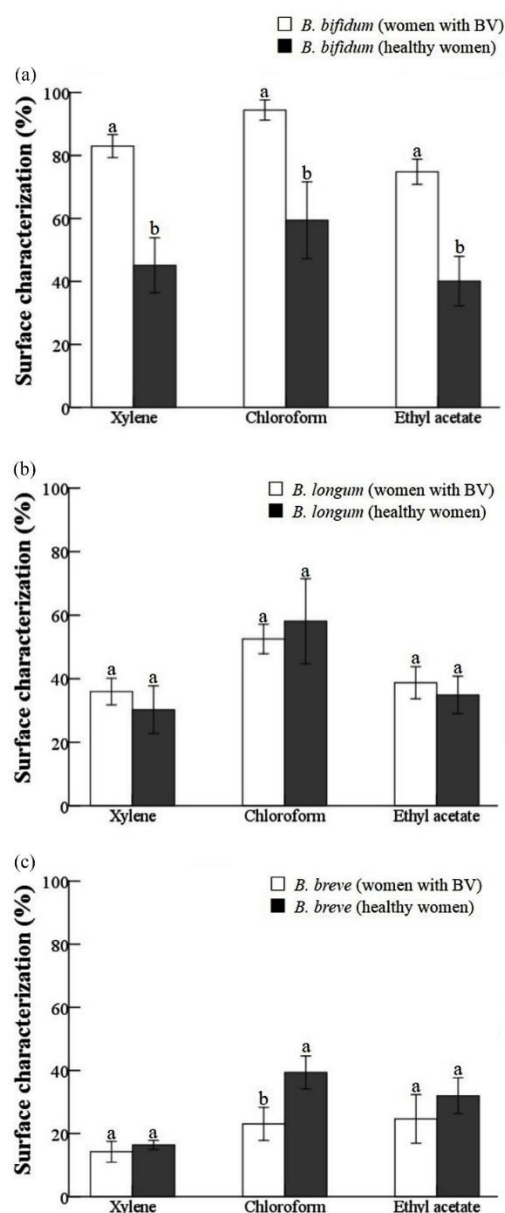 B. bifidum (women with BV)
B. bifidum (healthy women)
(a)
Surface characterization (%)
100
80
60
40
20
0
a
b
a
b
a
b
Xylene
Chloroform
Ethyl acetate
(b)
B. longum (women with BV)
B. longum (healthy women)
Surface characterization (%)
100
80
60
40
20
0
a
a
a
a
a
a
Xylene
Chloroform
Ethyl acetate
(c)
B. breve (women with BV)
B. breve (healthy women)
Surface characterization (%)
100
80
60
40
20
0
a
a
b
a
a
a
Xylene
Chloroform
Ethyl acetate